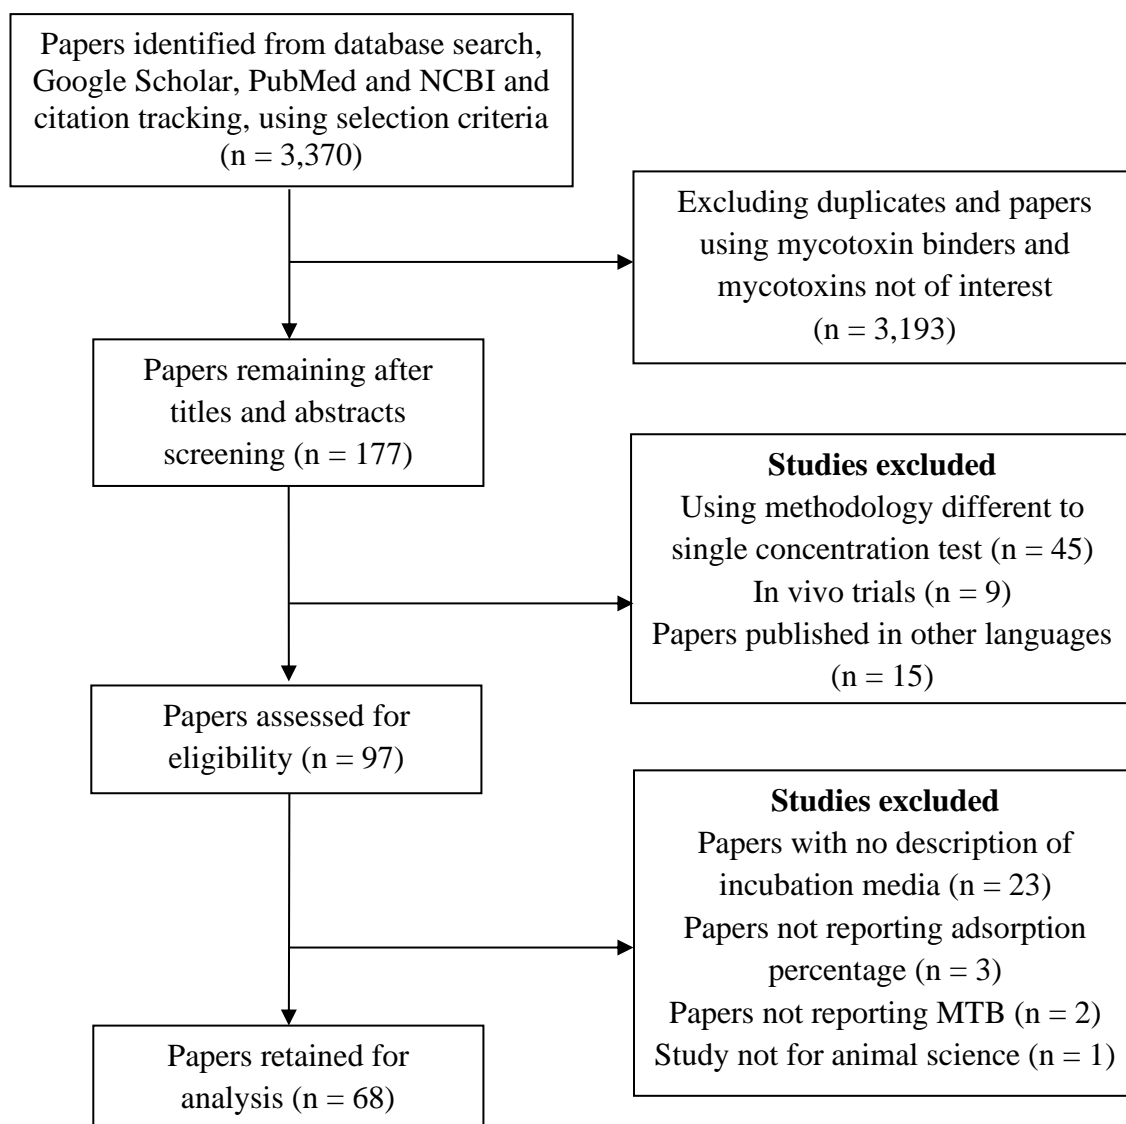 Papers identified from database search,
Google Scholar, PubMed and NCBI and
citation tracking, using selection criteria
(n = 3,370)
Excluding duplicates and papers
using mycotoxin binders and
mycotoxins not of interest
(n = 3,193)
Papers remaining after
titles and abstracts
screening (n = 177)
Studies excluded
Using methodology different to
single concentration test (n = 45)
In vivo trials (n = 9)
Papers published in other languages
(n = 15)
Papers assessed for
eligibility (n = 97)
Studies excluded
Papers with no description of
incubation media (n = 23)
Papers not reporting adsorption
percentage (n = 3)
Papers not reporting MTB (n = 2)
Study not for animal science (n = 1)
Papers retained for
analysis (n = 68)